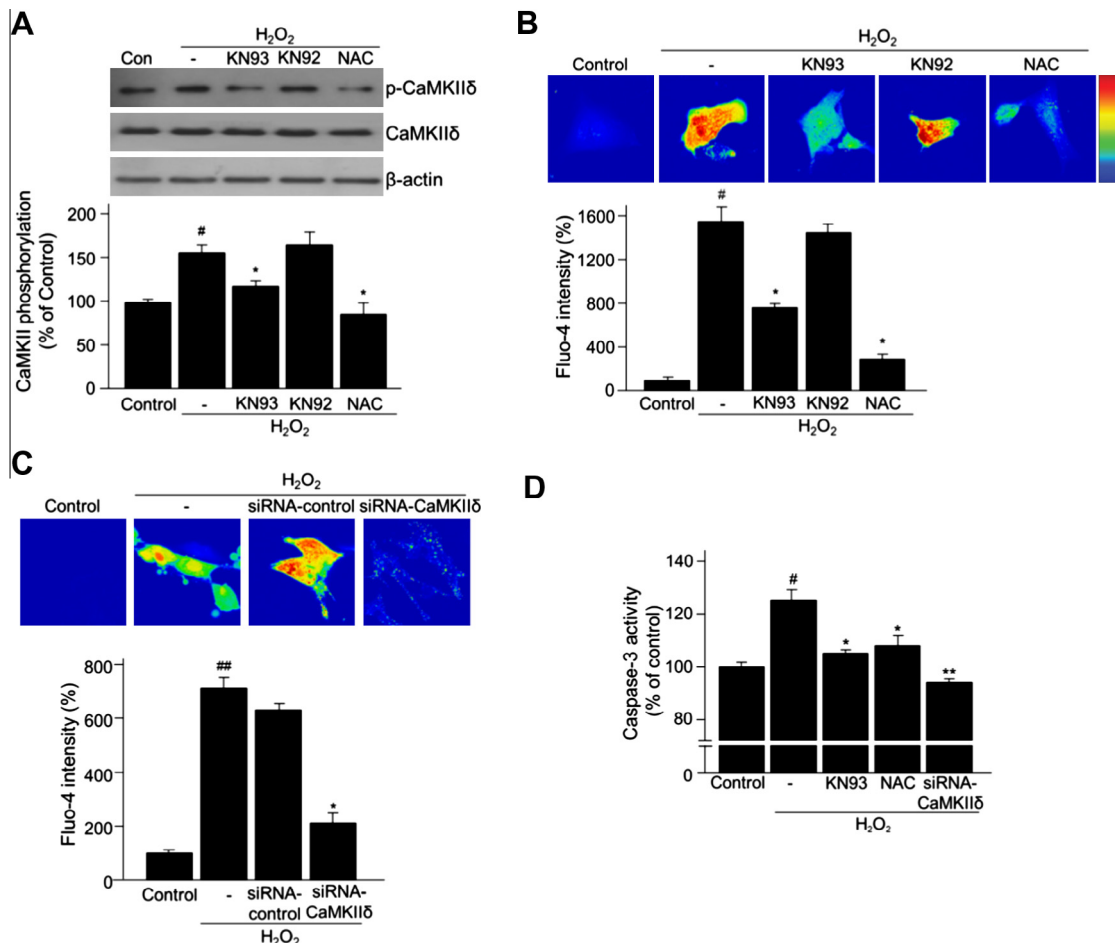 A
H₂O₂
Con - KN93 KN92 NAC
p-CaMKIIδ
CaMKIIδ
β-actin
CaMKII phosphorylation
(% of Control)
200
150
100
50
0
# * *
Control - KN93 KN92 NAC
H₂O₂
B
H₂O₂
Control - KN93 KN92 NAC
Fluo-4 intensity (%)
1600
1200
800
400
0
# * *
Control - KN93 KN92 NAC
H₂O₂
C
H₂O₂
Control - siRNA-control siRNA-CaMKIIδ
Fluo-4 intensity (%)
800
600
400
200
0
## *
Control - siRNA- siRNA-
control CaMKIIδ
H₂O₂
D
Caspase-3 activity
(% of control)
140
120
100
80
0
# * * **
Control - KN93 NAC siRNA-
CaMKIIδ
H₂O₂